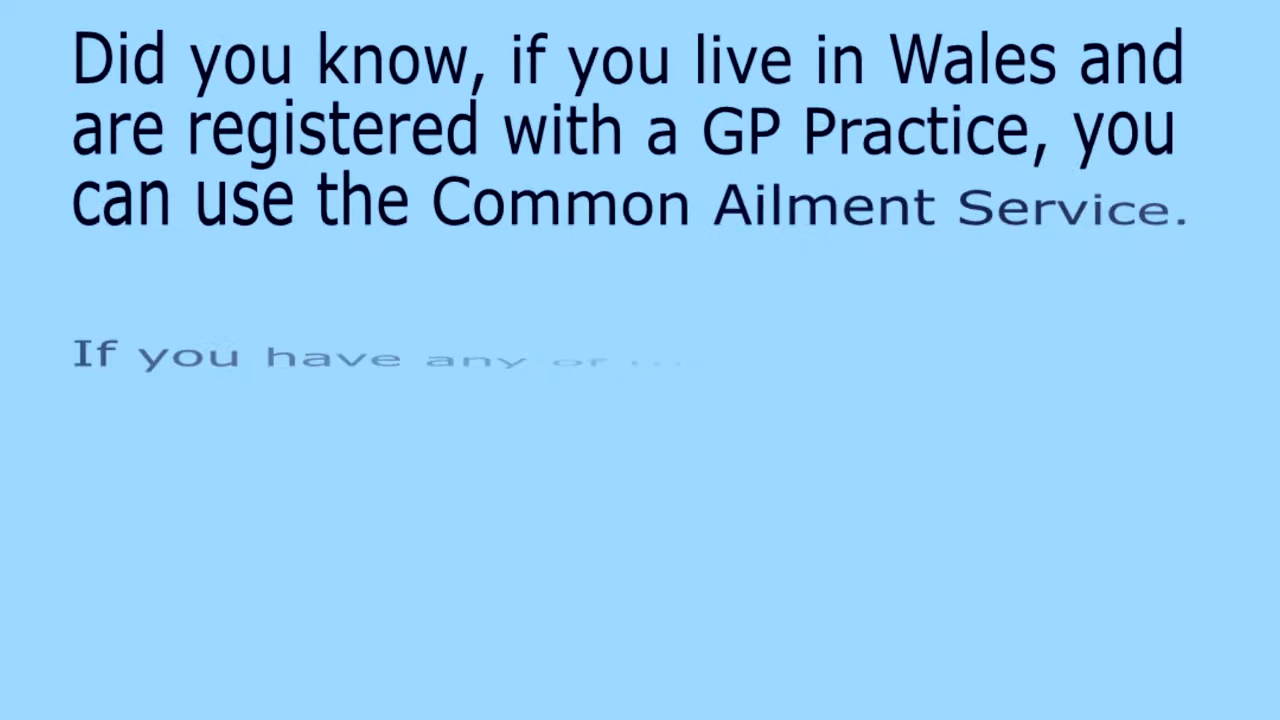 Did you know, if you live in Wales and
are registered with a GP Practice, you
can use the Common Ailment Service.
If you have any or